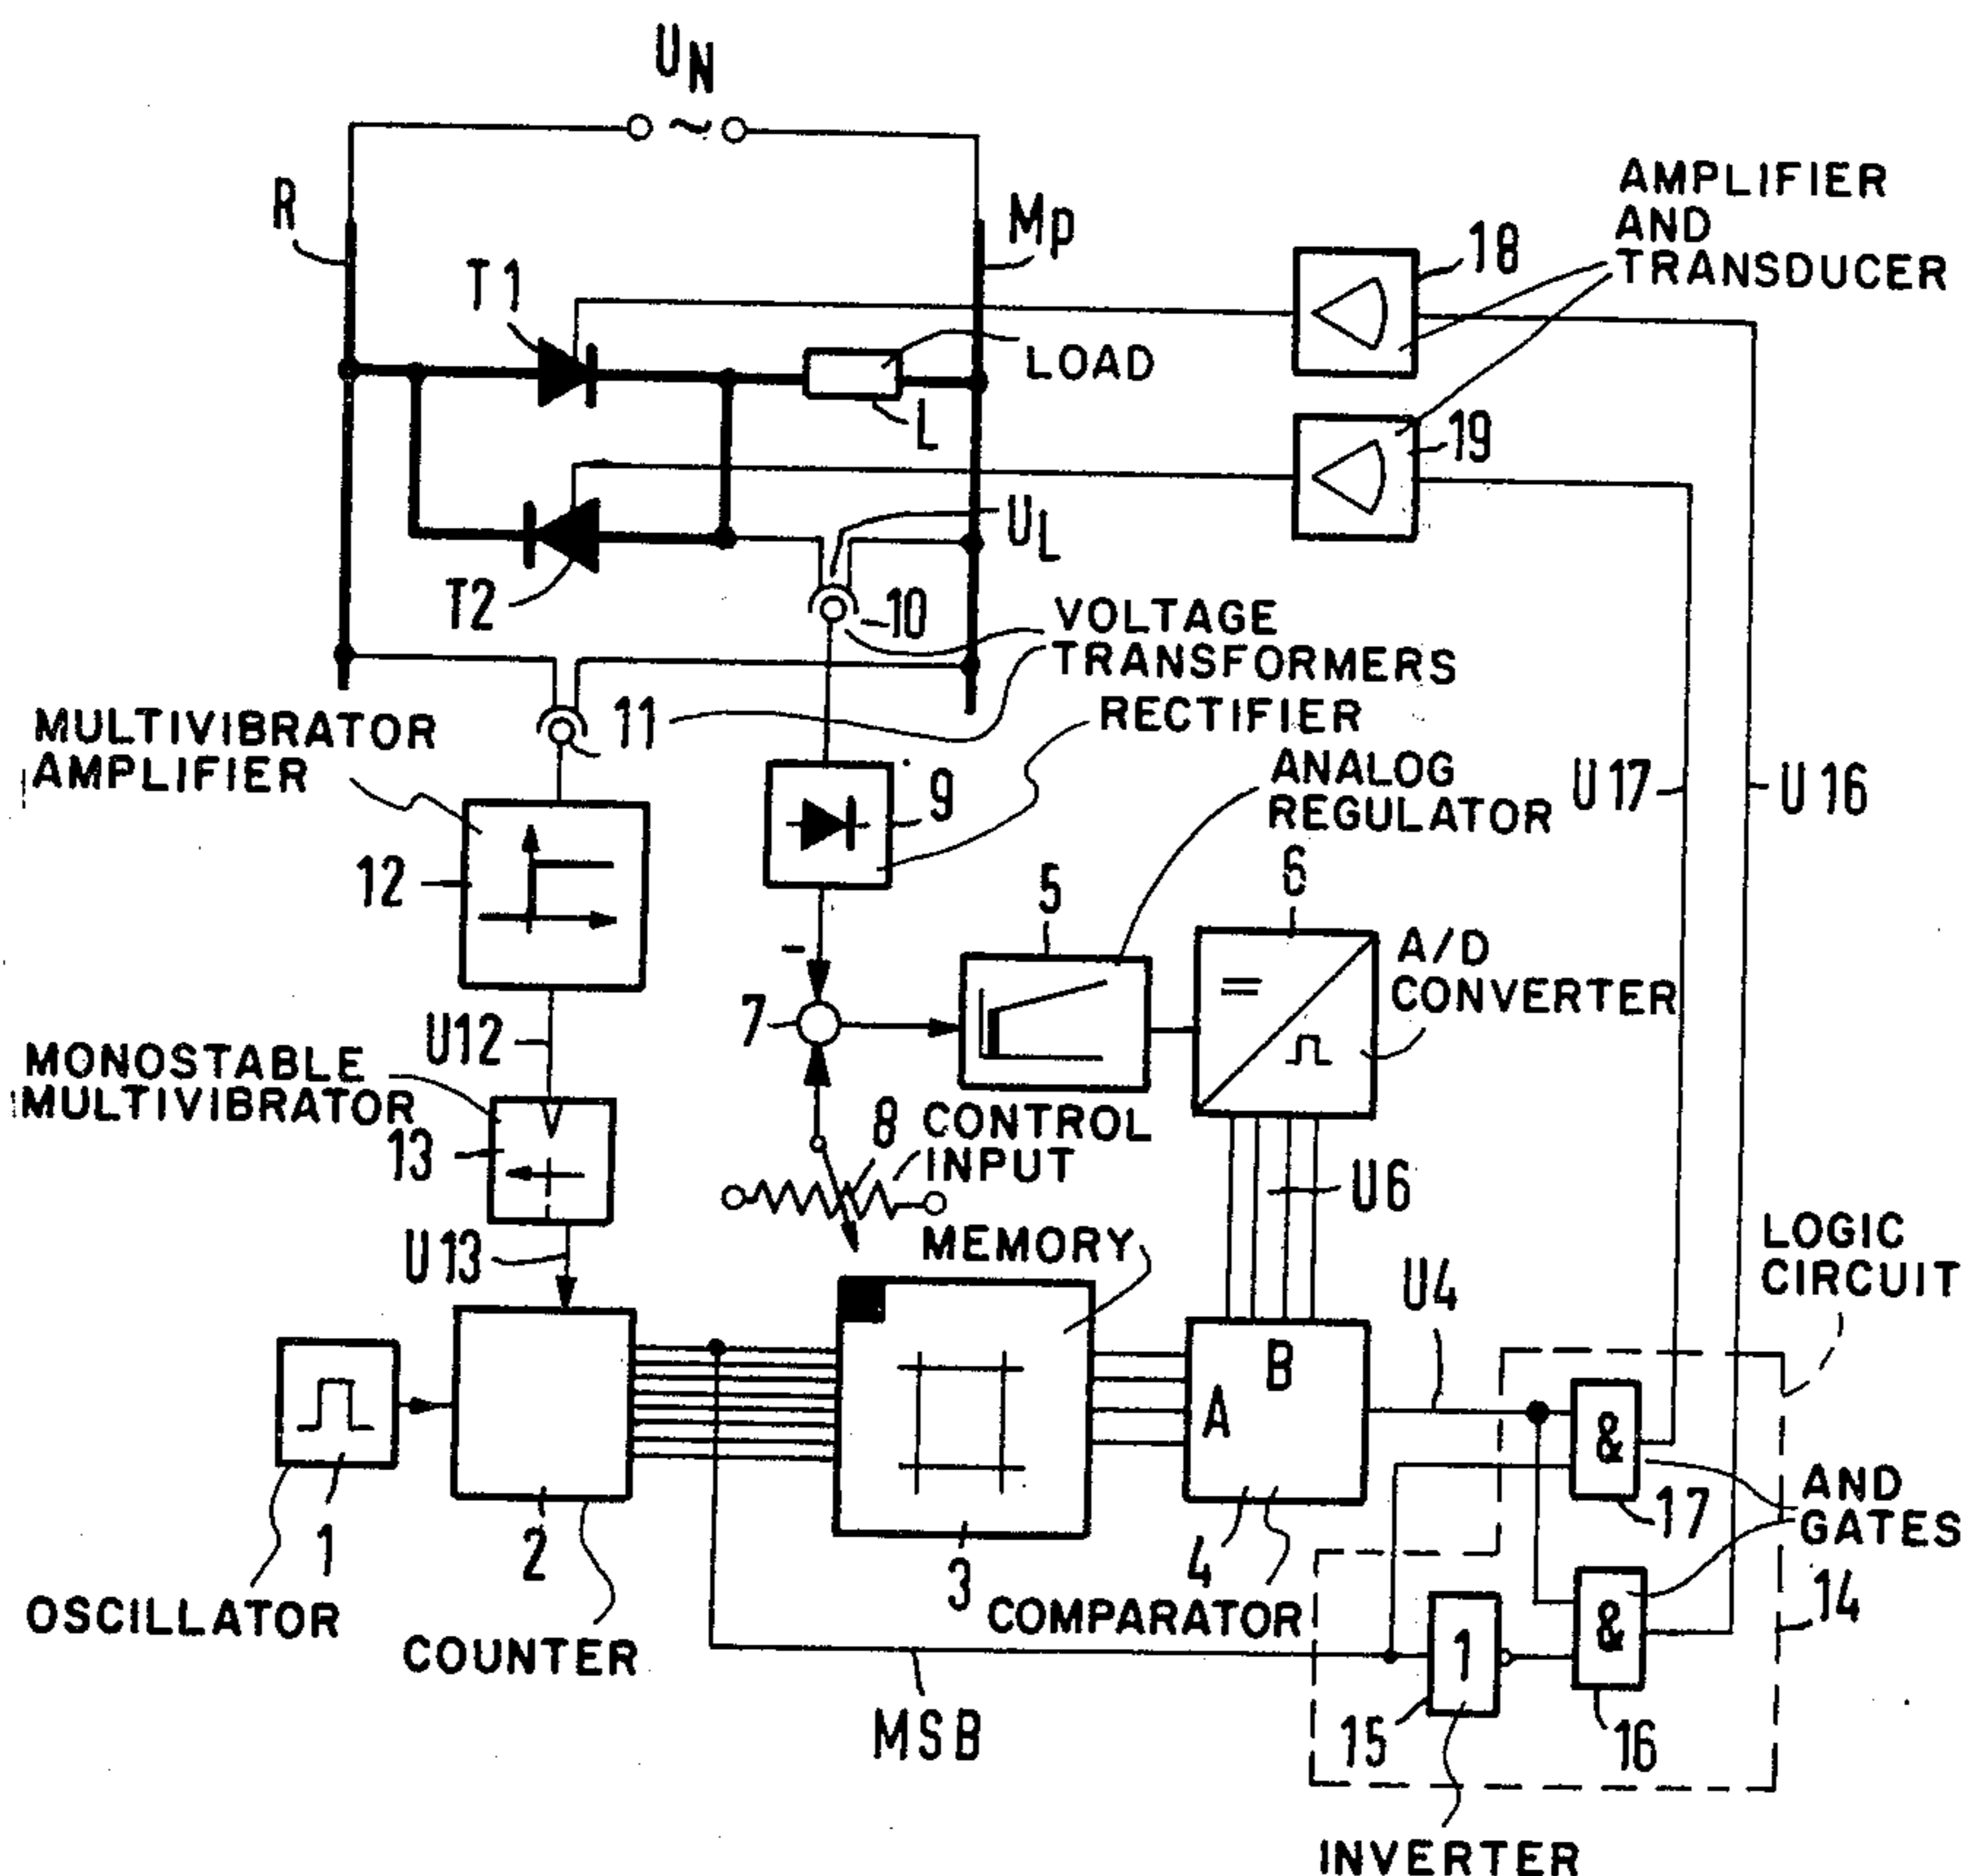 UN
~
R
Mp
T1
AMPLIFIER
AND
TRANSDUCER
18
LOAD
L
19
T2
UL
10
VOLTAGE
TRANSFORMERS
11
RECTIFIER
MULTIVIBRATOR
AMPLIFIER
12
9
ANALOG
REGULATOR
U17
U16
5
6
A/D
CONVERTER
=
-
7
U12
MONOSTABLE
MULTIVIBRATOR
13
8
CONTROL
INPUT
U6
U13
MEMORY
LOGIC
CIRCUIT
U4
B
A
&
17
AND
GATES
1
2
3
4
OSCILLATOR
COUNTER
COMPARATOR
&
14
1
15
16
MSB
INVERTER